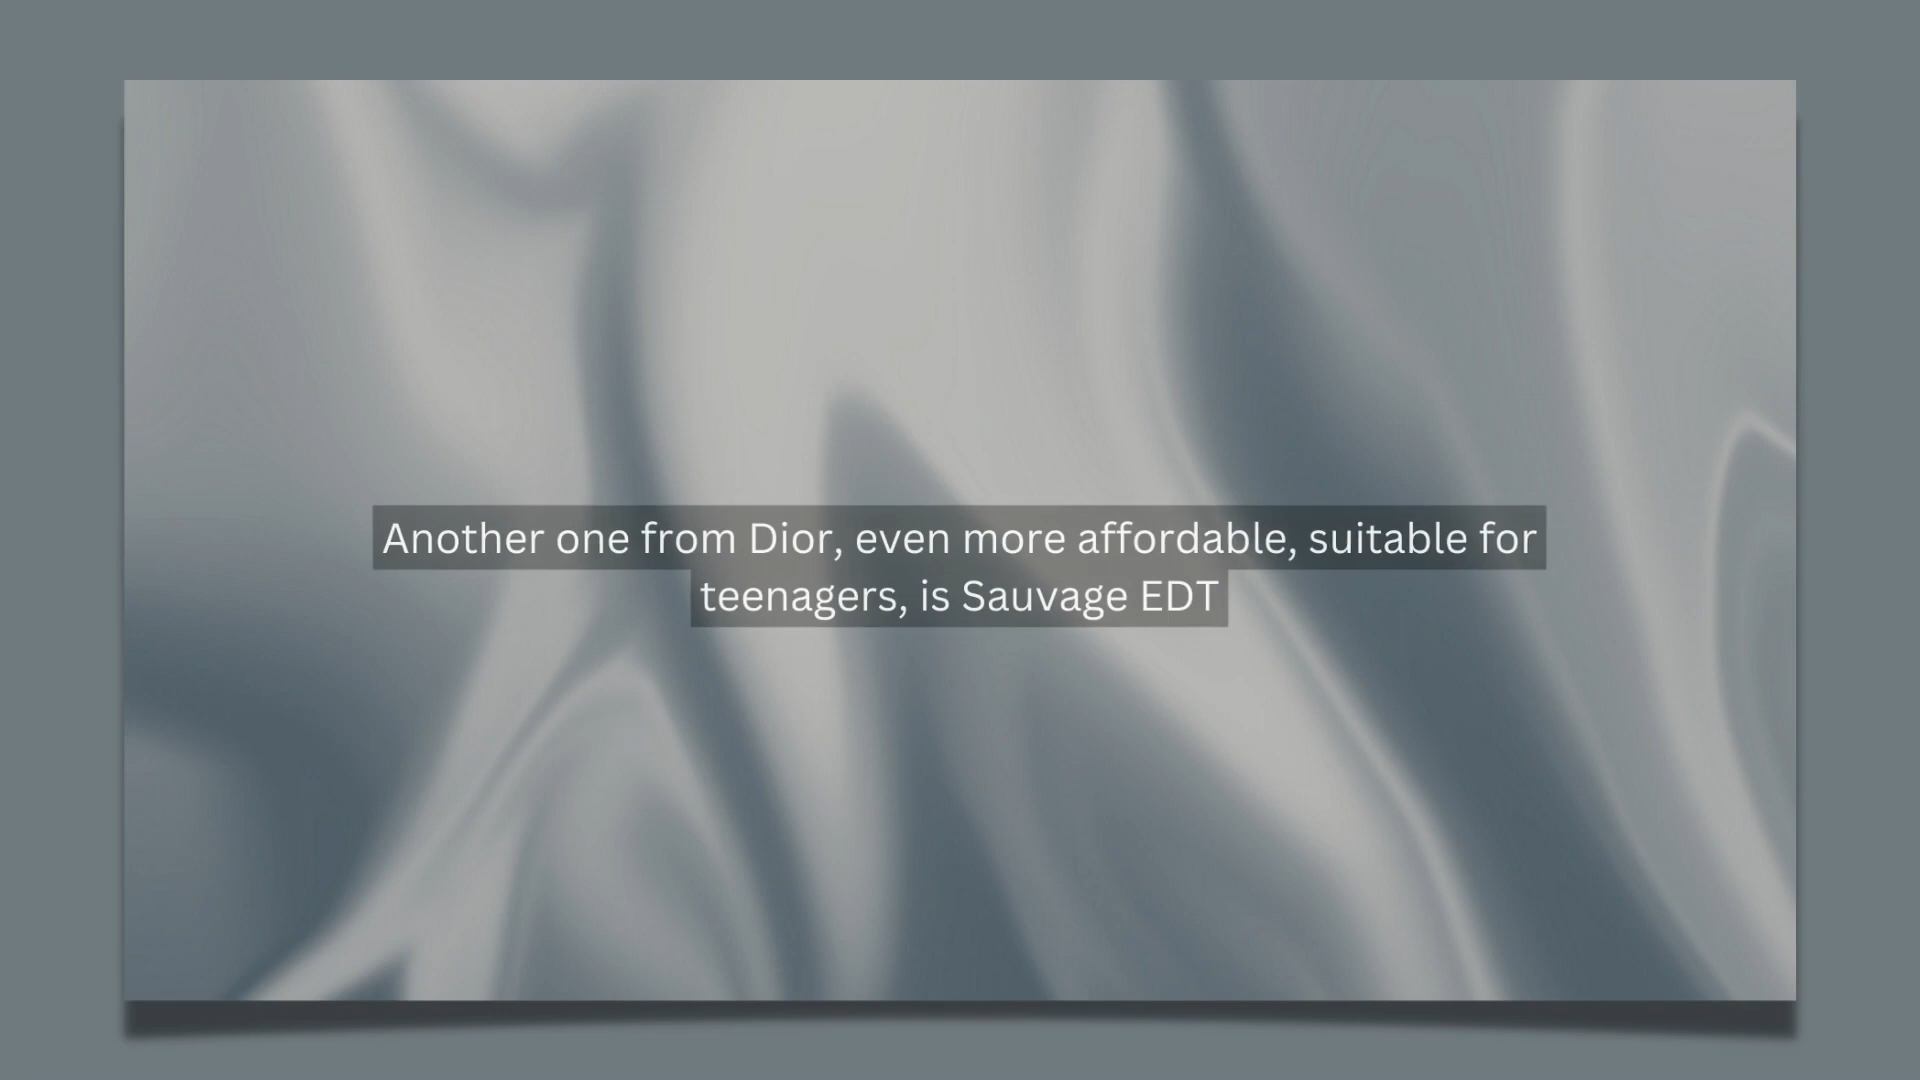 Another one from Dior, even more affordable, suitable for
teenagers, is Sauvage EDT